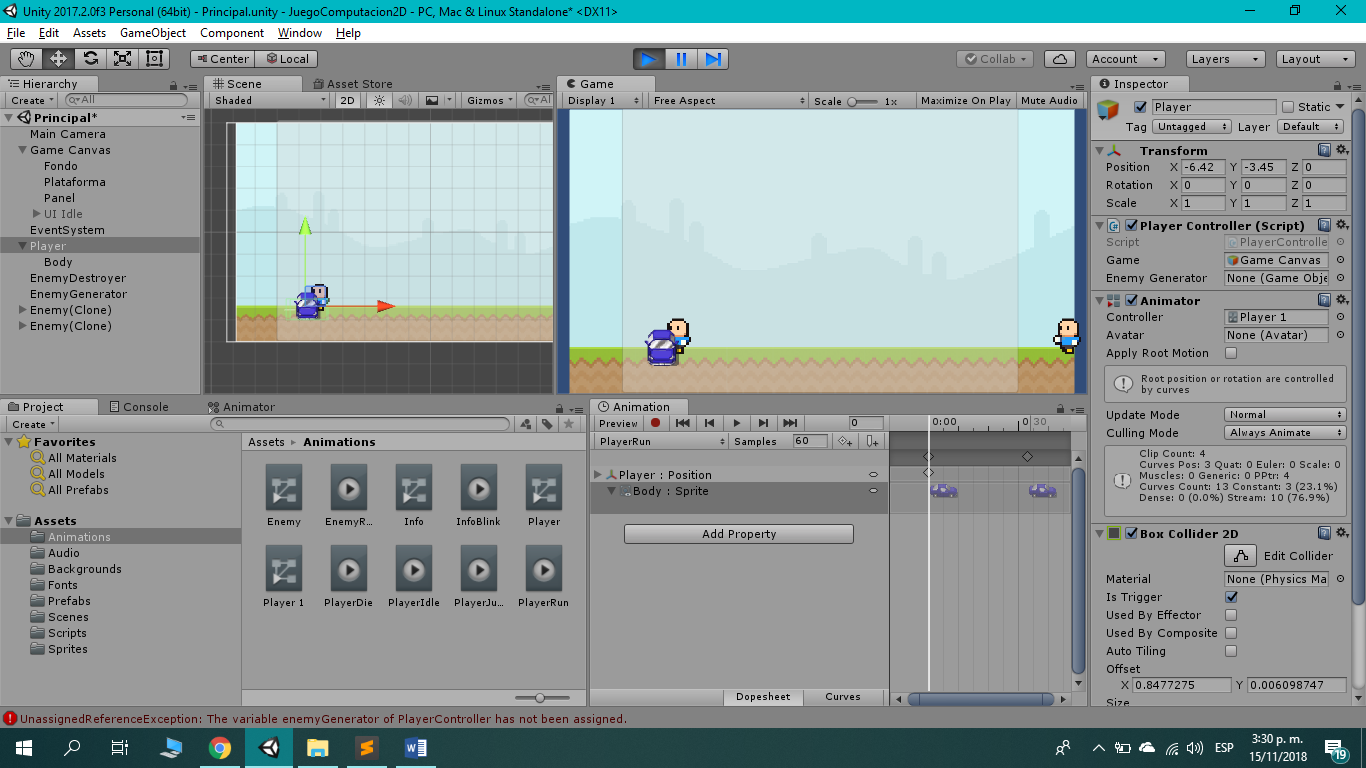 Unity 2017.2.0f3 Personal (64bit) - Principal.unity - JuegoComputacion2D - PC, Mac & Linux Standalone* <DX11>
File Edit Assets GameObject Component Window Help
Center Local Collab Account Layers Layout
Hierarchy
Create All
Principal*
Main Camera
Game Canvas
Fondo
Plataforma
Panel
UI Idle
EventSystem
Player
Body
EnemyDestroyer
EnemyGenerator
Enemy(Clone)
Enemy(Clone)
Scene Asset Store
Shaded 2D Gizmos All
Game
Display 1 Free Aspect Scale 1x Maximize On Play Mute Audio
Inspector
Player Static
Tag Untagged Layer Default
Transform
Position X -6.42 Y -3.45 Z 0
Rotation X 0 Y 0 Z 0
Scale X 1 Y 1 Z 1
Player Controller (Script)
Script PlayerControlle
Game Game Canvas
Enemy Generator None (Game Obje
Animator
Controller Player 1
Avatar None (Avatar)
Apply Root Motion
Root position or rotation are controlled
by curves
Update Mode Normal
Culling Mode Always Animate
Clip Count: 4
Curves Pos: 3 Quat: 0 Euler: 0 Scale: 0
Muscles: 0 Generic: 0 PPtr: 4
Curves Count: 13 Constant: 3 (23.1%)
Dense: 0 (0.0%) Stream: 10 (76.9%)
Box Collider 2D
Edit Collider
Material None (Physics Ma
Is Trigger
Used By Effector
Used By Composite
Auto Tiling
Offset
X 0.8477275 Y 0.006098747
Size
Project Console Animator
Create
Favorites
All Materials
All Models
All Prefabs
Assets
Animations
Audio
Backgrounds
Fonts
Prefabs
Scenes
Scripts
Sprites
Assets Animations
Enemy EnemyR... Info InfoBlink Player
Player 1 PlayerDie PlayerIdle PlayerJu... PlayerRun
Animation
Preview 0 0:00 0 30
PlayerRun Samples 60
Player : Position
Body : Sprite
Add Property
Dopesheet Curves
UnassignedReferenceException: The variable enemyGenerator of PlayerController has not been assigned.
ESP
3:30 p. m.
15/11/2018
19